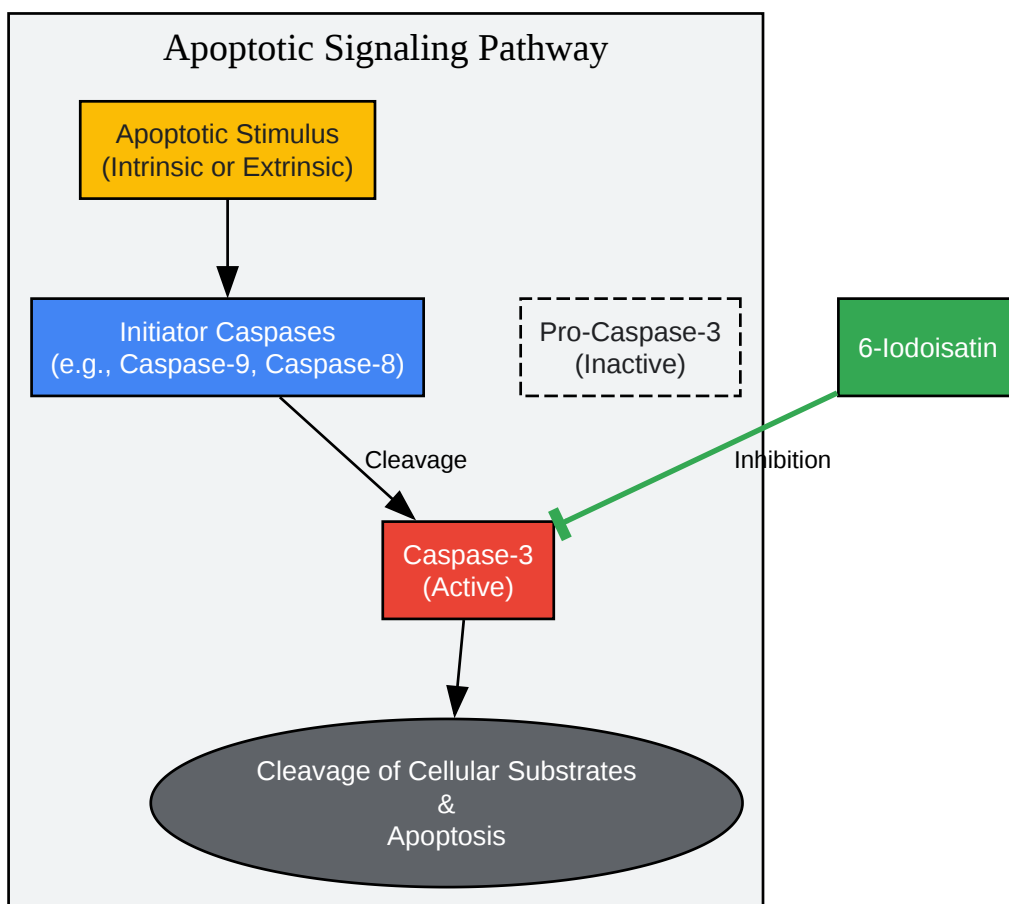 Apoptotic Signaling Pathway
Apoptotic Stimulus
(Intrinsic or Extrinsic)
Initiator Caspases
(e.g., Caspase-9, Caspase-8)
Pro-Caspase-3
(Inactive)
6-Iodoisatin
Cleavage
Inhibition
Caspase-3
(Active)
Cleavage of Cellular Substrates
&
Apoptosis